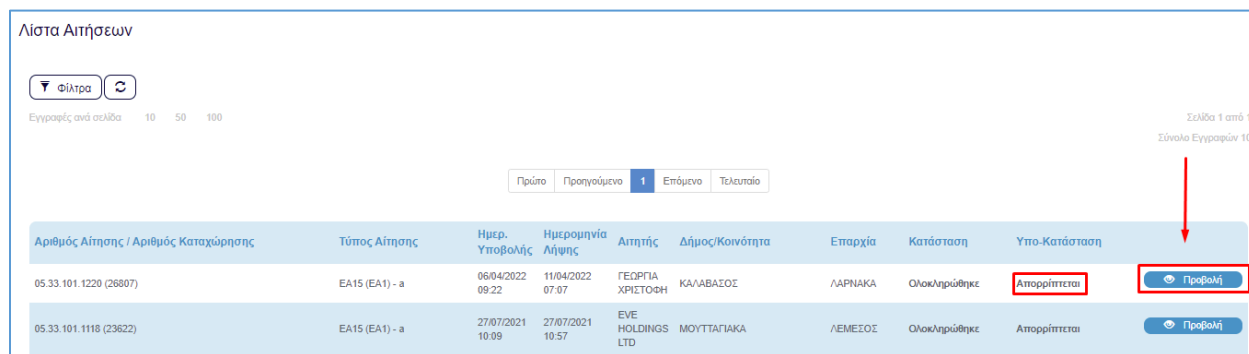 Λίστα Αιτήσεων
Φίλτρα
Εγγραφές ανά σελίδα 10 50 100
Σελίδα 1 από 1
Σύνολο Εγγραφών 10
Πρώτο Προηγούμενο 1 Επόμενο Τελευταίο
Αριθμός Αίτησης / Αριθμός Καταχώρησης Τύπος Αίτησης Ημερ. Υποβολής Ημερομηνία Λήψης Αιτητής Δήμος/Κοινότητα Επαρχία Κατάσταση Υπο-Κατάσταση
05.33.101.1220 (26807) ΕΑ15 (ΕΑ1) - a 06/04/2022 09:22 11/04/2022 07:07 ΓΕΩΡΓΙΑ ΧΡΙΣΤΟΦΗ ΚΑΛΑΒΑΣΟΣ ΛΑΡΝΑΚΑ Ολοκληρώθηκε Απορρίπτεται Προβολή
05.33.101.1118 (23622) ΕΑ15 (ΕΑ1) - a 27/07/2021 10:09 27/07/2021 10:57 EVE HOLDINGS LTD ΜΟΥΤΤΑΓΙΑΚΑ ΛΕΜΕΣΟΣ Ολοκληρώθηκε Απορρίπτεται Προβολή